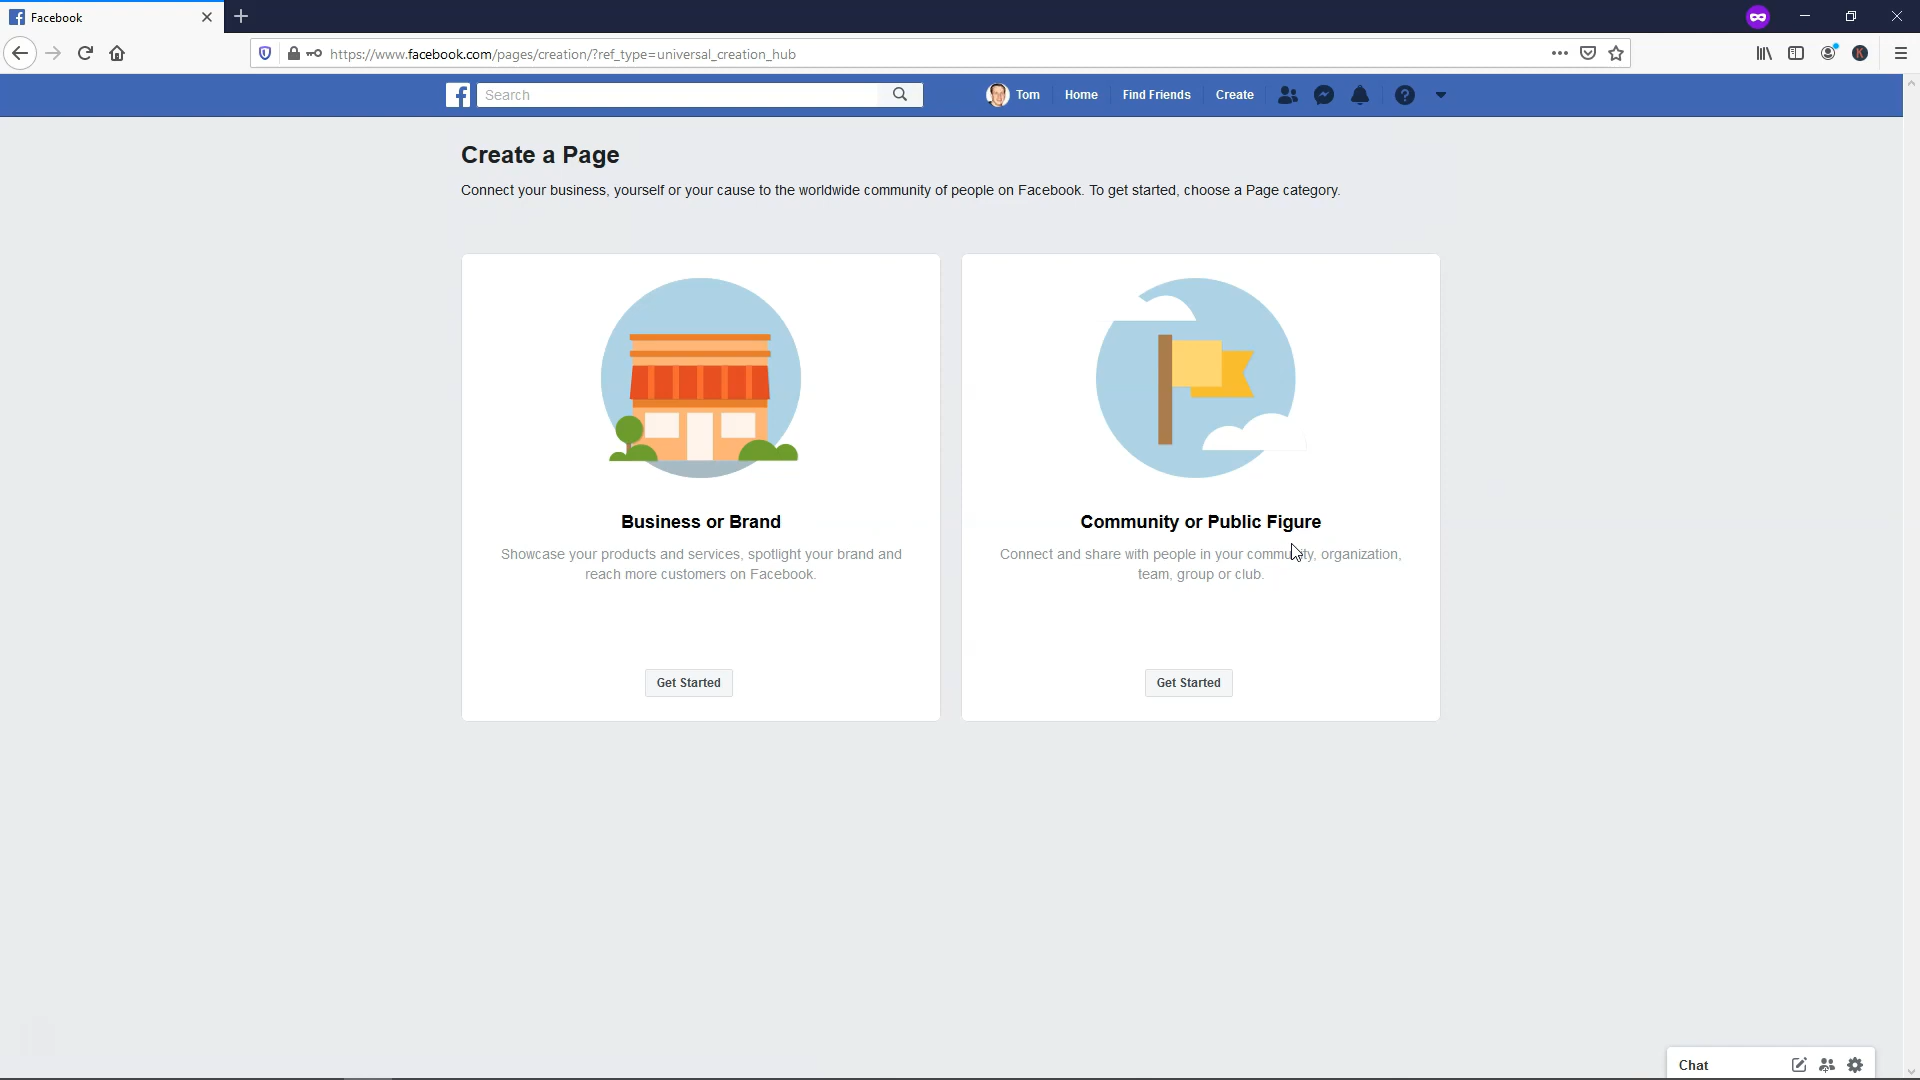 Facebook
https://www.facebook.com/pages/creation/?ref_type=universal_creation_hub
Search
Tom
Home
Find Friends
Create
Create a Page
Connect your business, yourself or your cause to the worldwide community of people on Facebook. To get started, choose a Page category.
Business or Brand
Showcase your products and services, spotlight your brand and
reach more customers on Facebook.
Get Started
Community or Public Figure
Connect and share with people in your community, organization,
team, group or club.
Get Started
Chat